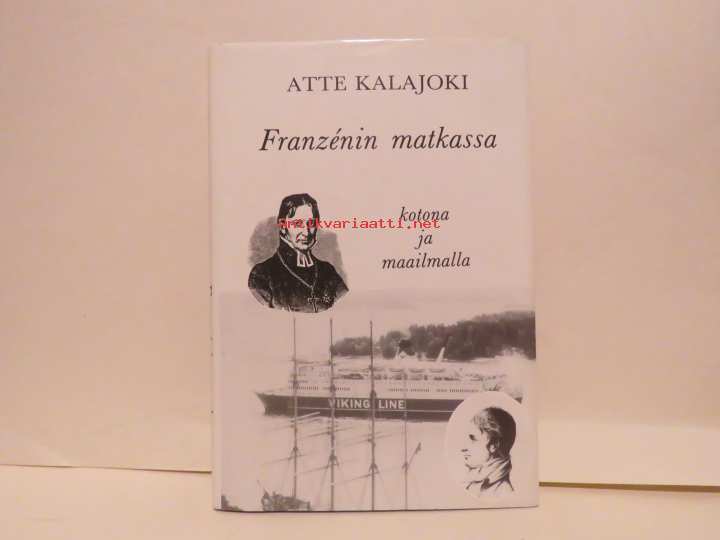 ATTE KALAJOKI
Franzénin matkassa
antikvariaatti.net
kotona
ja
maailmalla
VIKING LINE